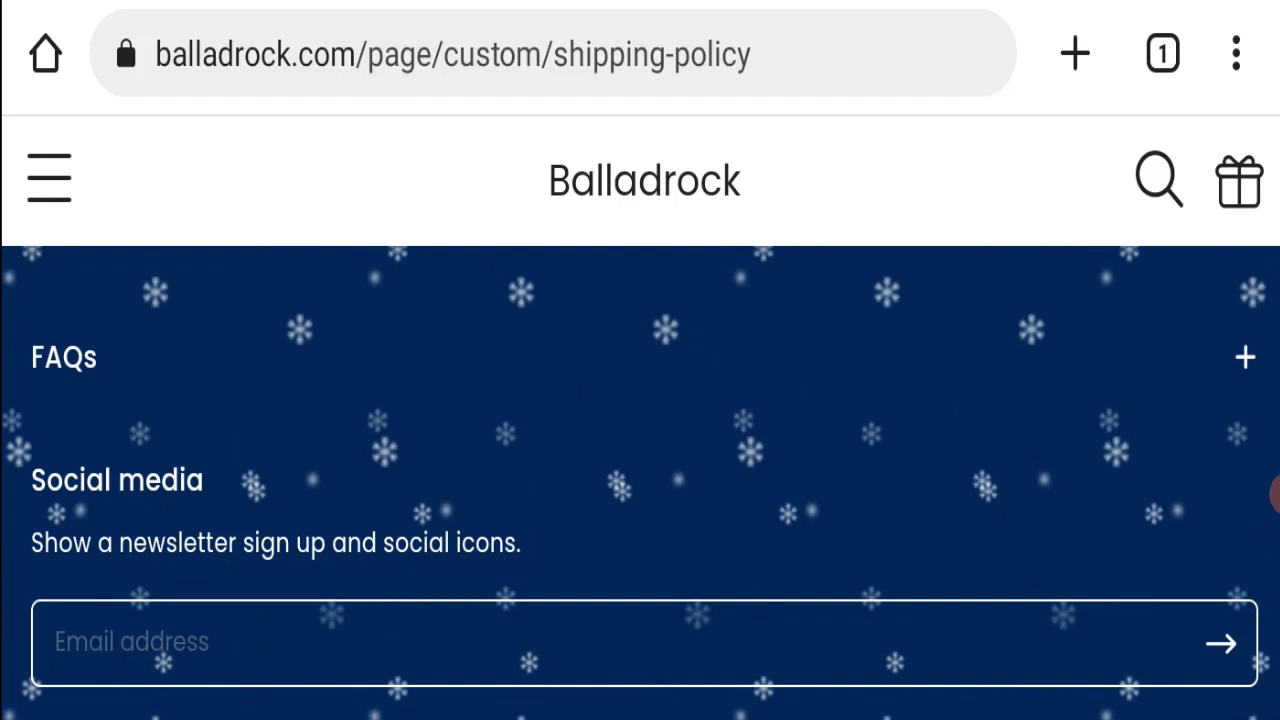 balladrock.com/page/custom/shipping-policy
1
Balladrock
FAQs
Social media
Show a newsletter sign up and social icons.
Email address